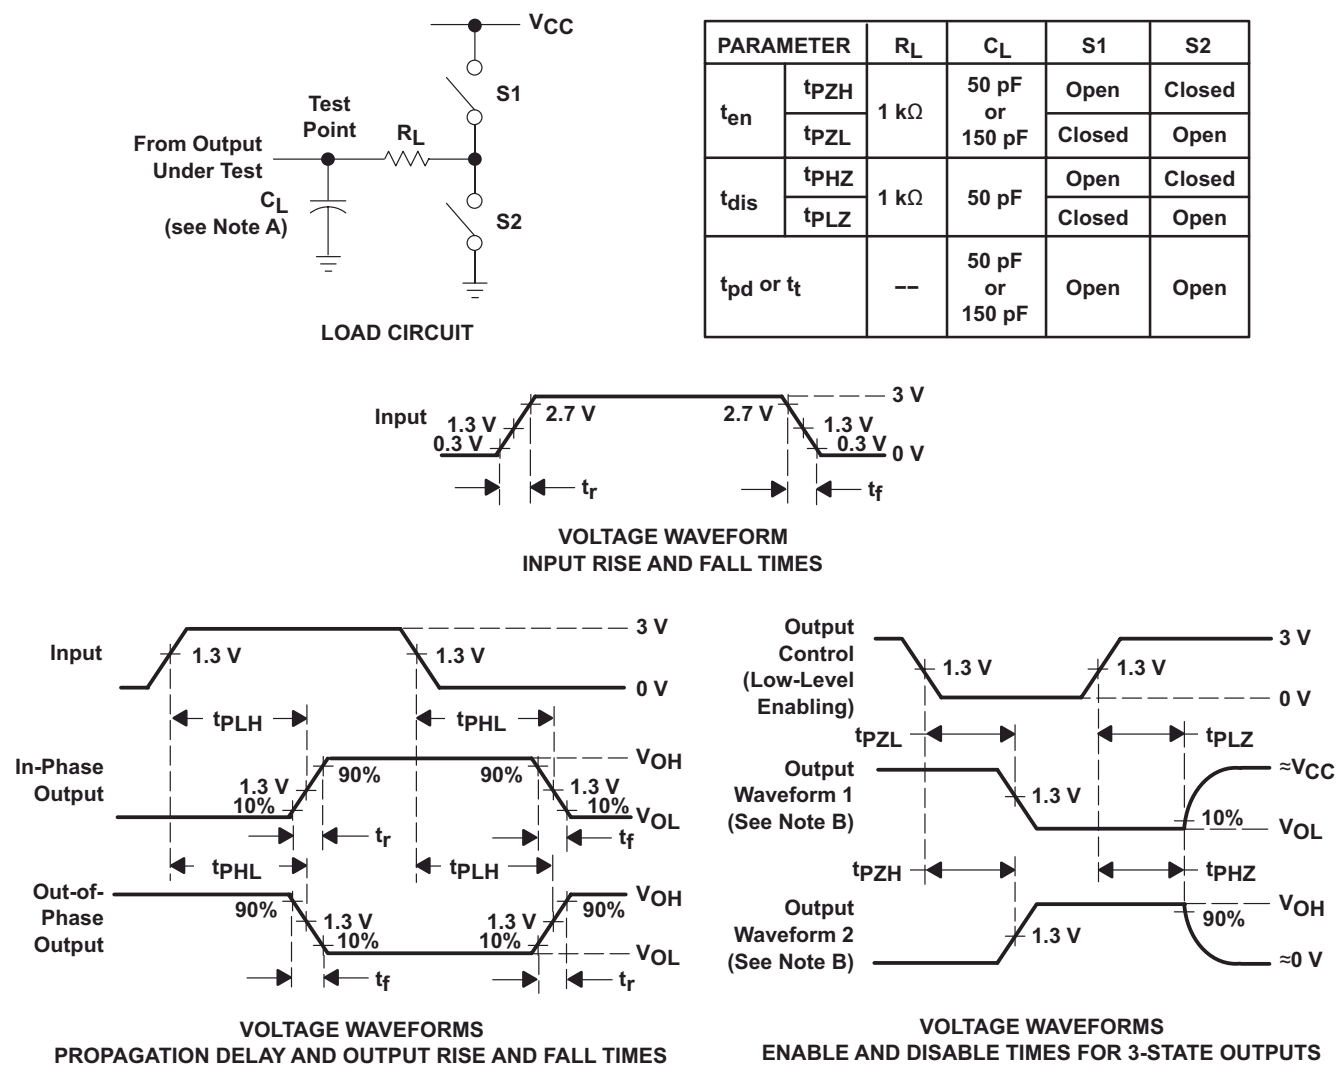 VCC
S1
Test
Point
RL
From Output
Under Test
CL
(see Note A)
S2
LOAD CIRCUIT
PARAMETER RL CL S1 S2
ten tPZH 1 kΩ 50 pF or 150 pF Open Closed
tPZL Closed Open
tdis tPHZ 1 kΩ 50 pF Open Closed
tPLZ Closed Open
tpd or tt −− 50 pF or 150 pF Open Open
Input
1.3 V
0.3 V
2.7 V
2.7 V
1.3 V
0.3 V
3 V
0 V
tr
tf
VOLTAGE WAVEFORM
INPUT RISE AND FALL TIMES
Input
1.3 V
1.3 V
3 V
0 V
tPLH
tPHL
In-Phase
Output
1.3 V
10%
90%
90%
1.3 V
10%
VOH
VOL
tr
tf
tPHL
tPLH
Out-of-
Phase
Output
90%
1.3 V
10%
1.3 V
10%
90%
VOH
VOL
tf
tr
VOLTAGE WAVEFORMS
PROPAGATION DELAY AND OUTPUT RISE AND FALL TIMES
Output
Control
(Low-Level
Enabling)
1.3 V
1.3 V
3 V
0 V
tPZL
tPLZ
Output
Waveform 1
(See Note B)
1.3 V
10%
≈VCC
VOL
tPZH
tPHZ
Output
Waveform 2
(See Note B)
1.3 V
90%
VOH
≈0 V
VOLTAGE WAVEFORMS
ENABLE AND DISABLE TIMES FOR 3-STATE OUTPUTS